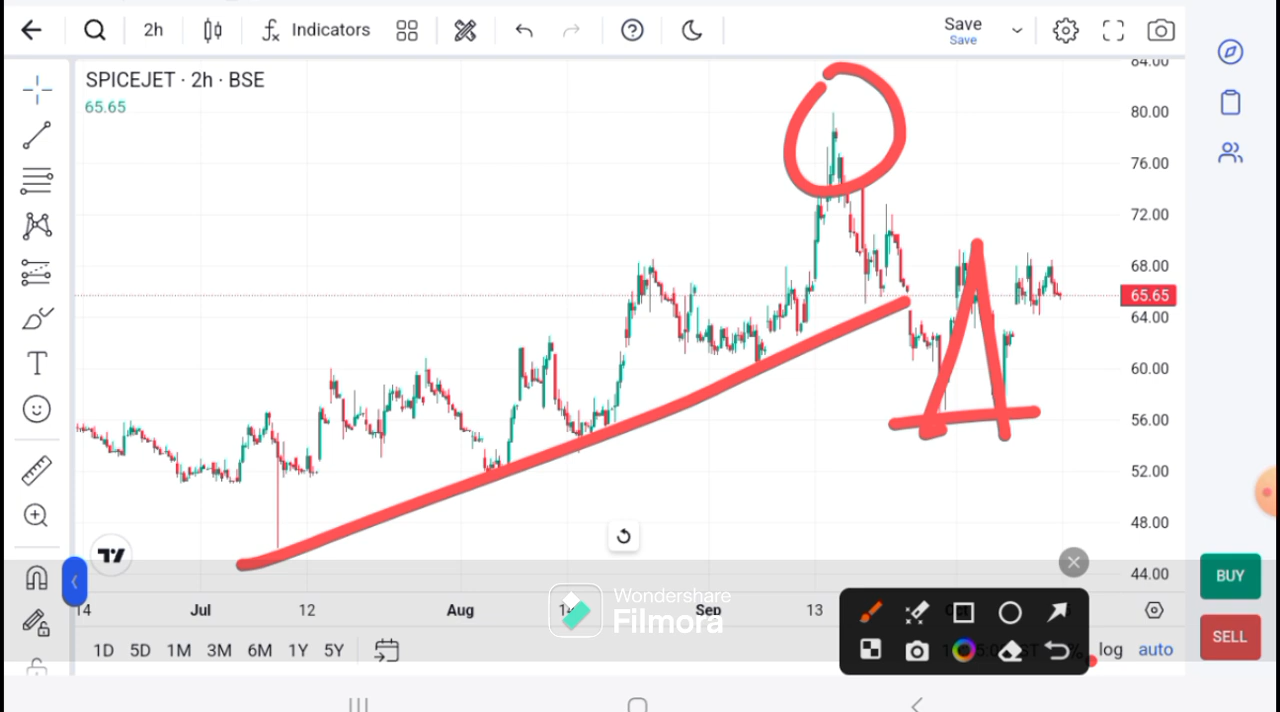 2h
Indicators
Save
Save
SPICEJET · 2h · BSE
65.65
84.00
80.00
76.00
72.00
68.00
65.65
64.00
60.00
56.00
52.00
48.00
44.00
BUY
SELL
14 Jul 12 Aug Sep 13
Wondershare
Filmora
1D 5D 1M 3M 6M 1Y 5Y
% log auto